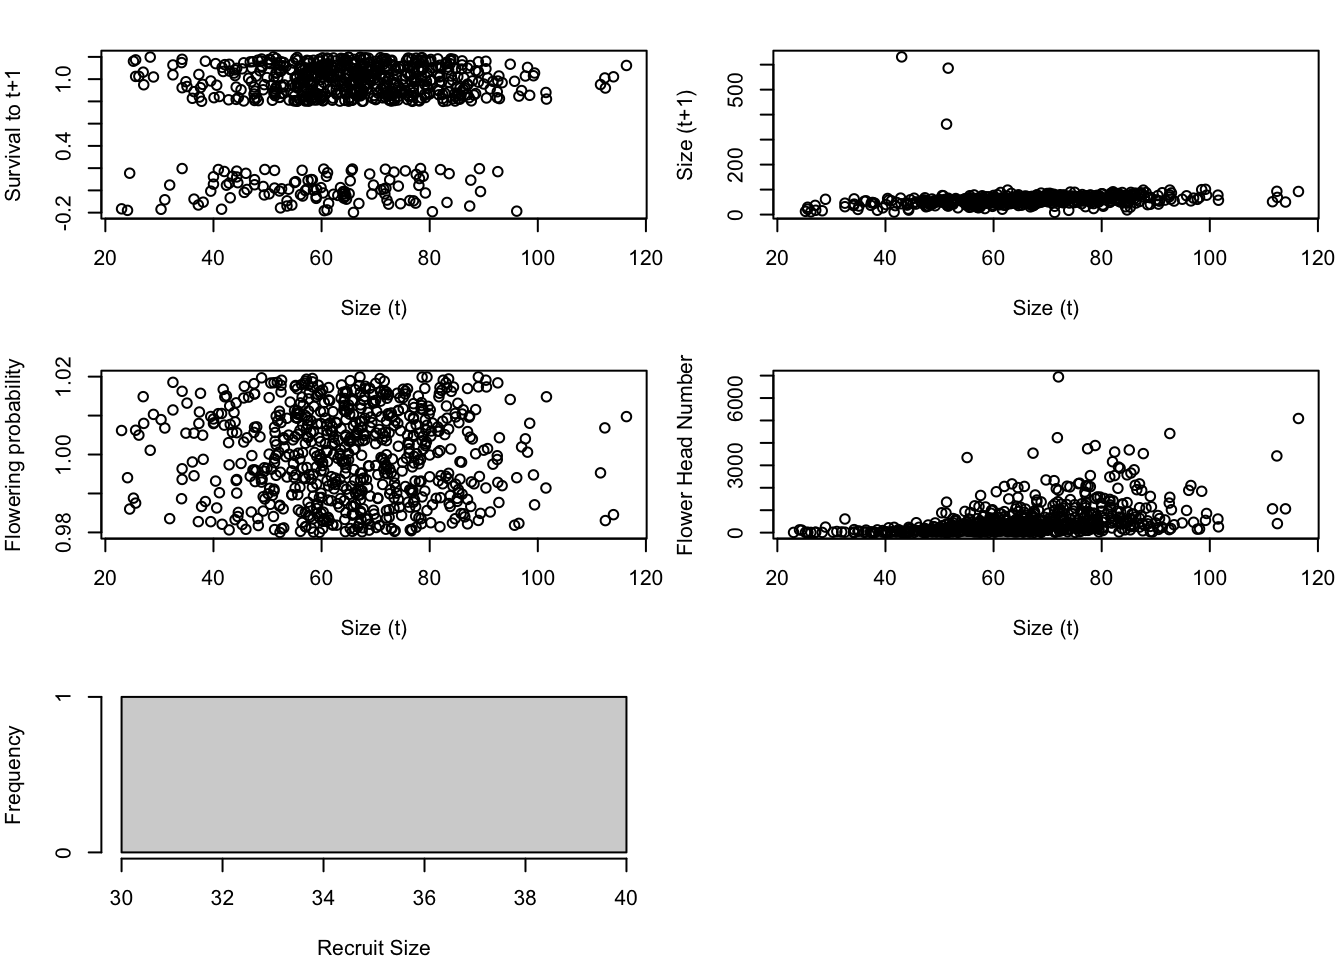 Survival to t+1
-0.2 0.4 1.0
20 40 60 80 100 120
Size (t)
Size (t+1)
0 200 500
20 40 60 80 100 120
Size (t)
Flowering probability
0.98 1.00 1.02
20 40 60 80 100 120
Size (t)
Flower Head Number
0 3000 6000
20 40 60 80 100 120
Size (t)
Frequency
0 1
30 32 34 36 38 40
Recruit Size